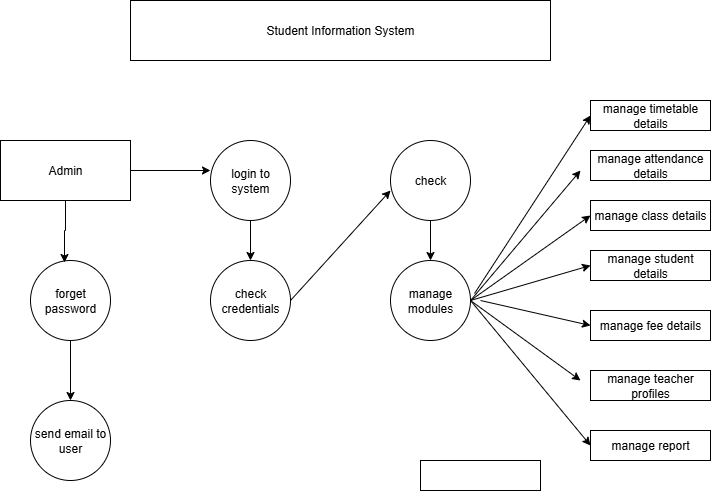 Student Information System
Admin
login to
system
check
forget
password
check
credentials
manage
modules
send email to
user
manage timetable
details
manage attendance
details
manage class details
manage student
details
manage fee details
manage teacher
profiles
manage report